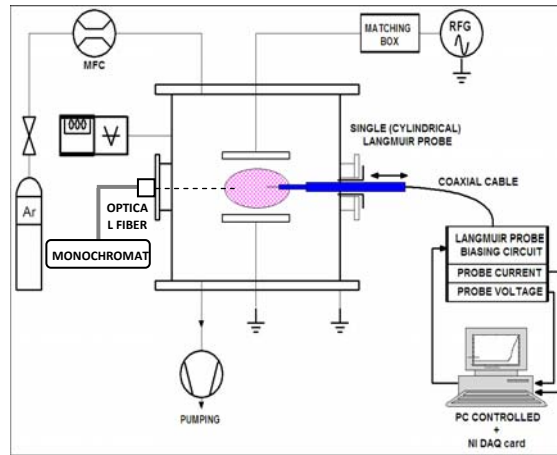 MATCHING
BOX
RFG
MFC
SINGLE (CYLINDRICAL)
LANGMUIR PROBE
COAXIAL CABLE
OPTICA
L FIBER
Ar
MONOCHROMAT
LANGMUIR PROBE
BIASING CIRCUIT
PROBE CURRENT
PROBE VOLTAGE
PUMPING
PC CONTROLLED
+
NI DAQ card